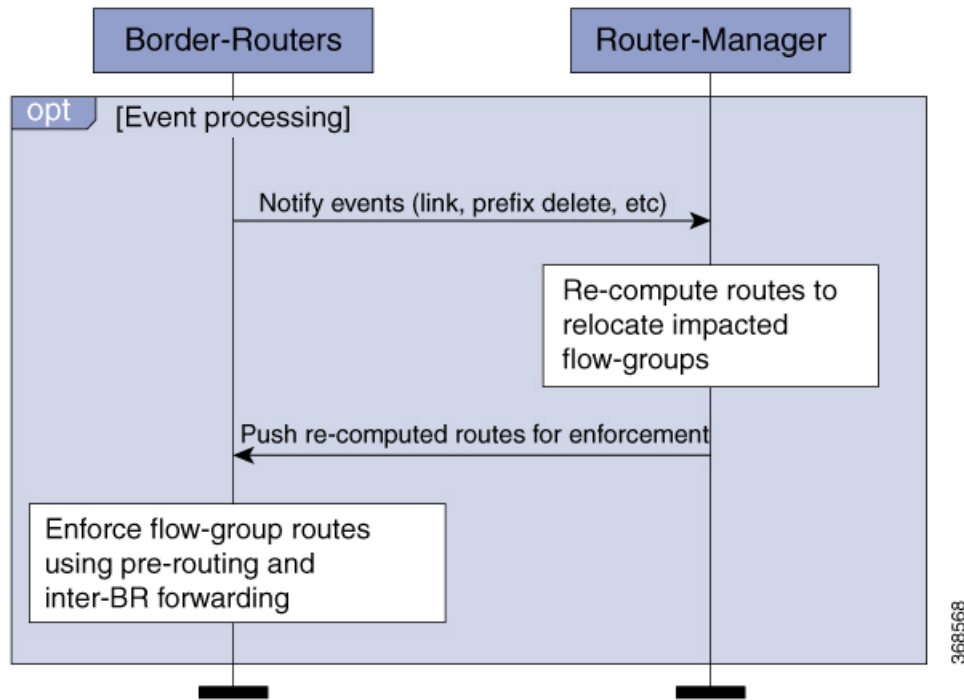 Border-Routers
Router-Manager
opt
[Event processing]
Notify events (link, prefix delete, etc)
Re-compute routes to
relocate impacted
flow-groups
Push re-computed routes for enforcement
Enforce flow-group routes
using pre-routing and
inter-BR forwarding
368568